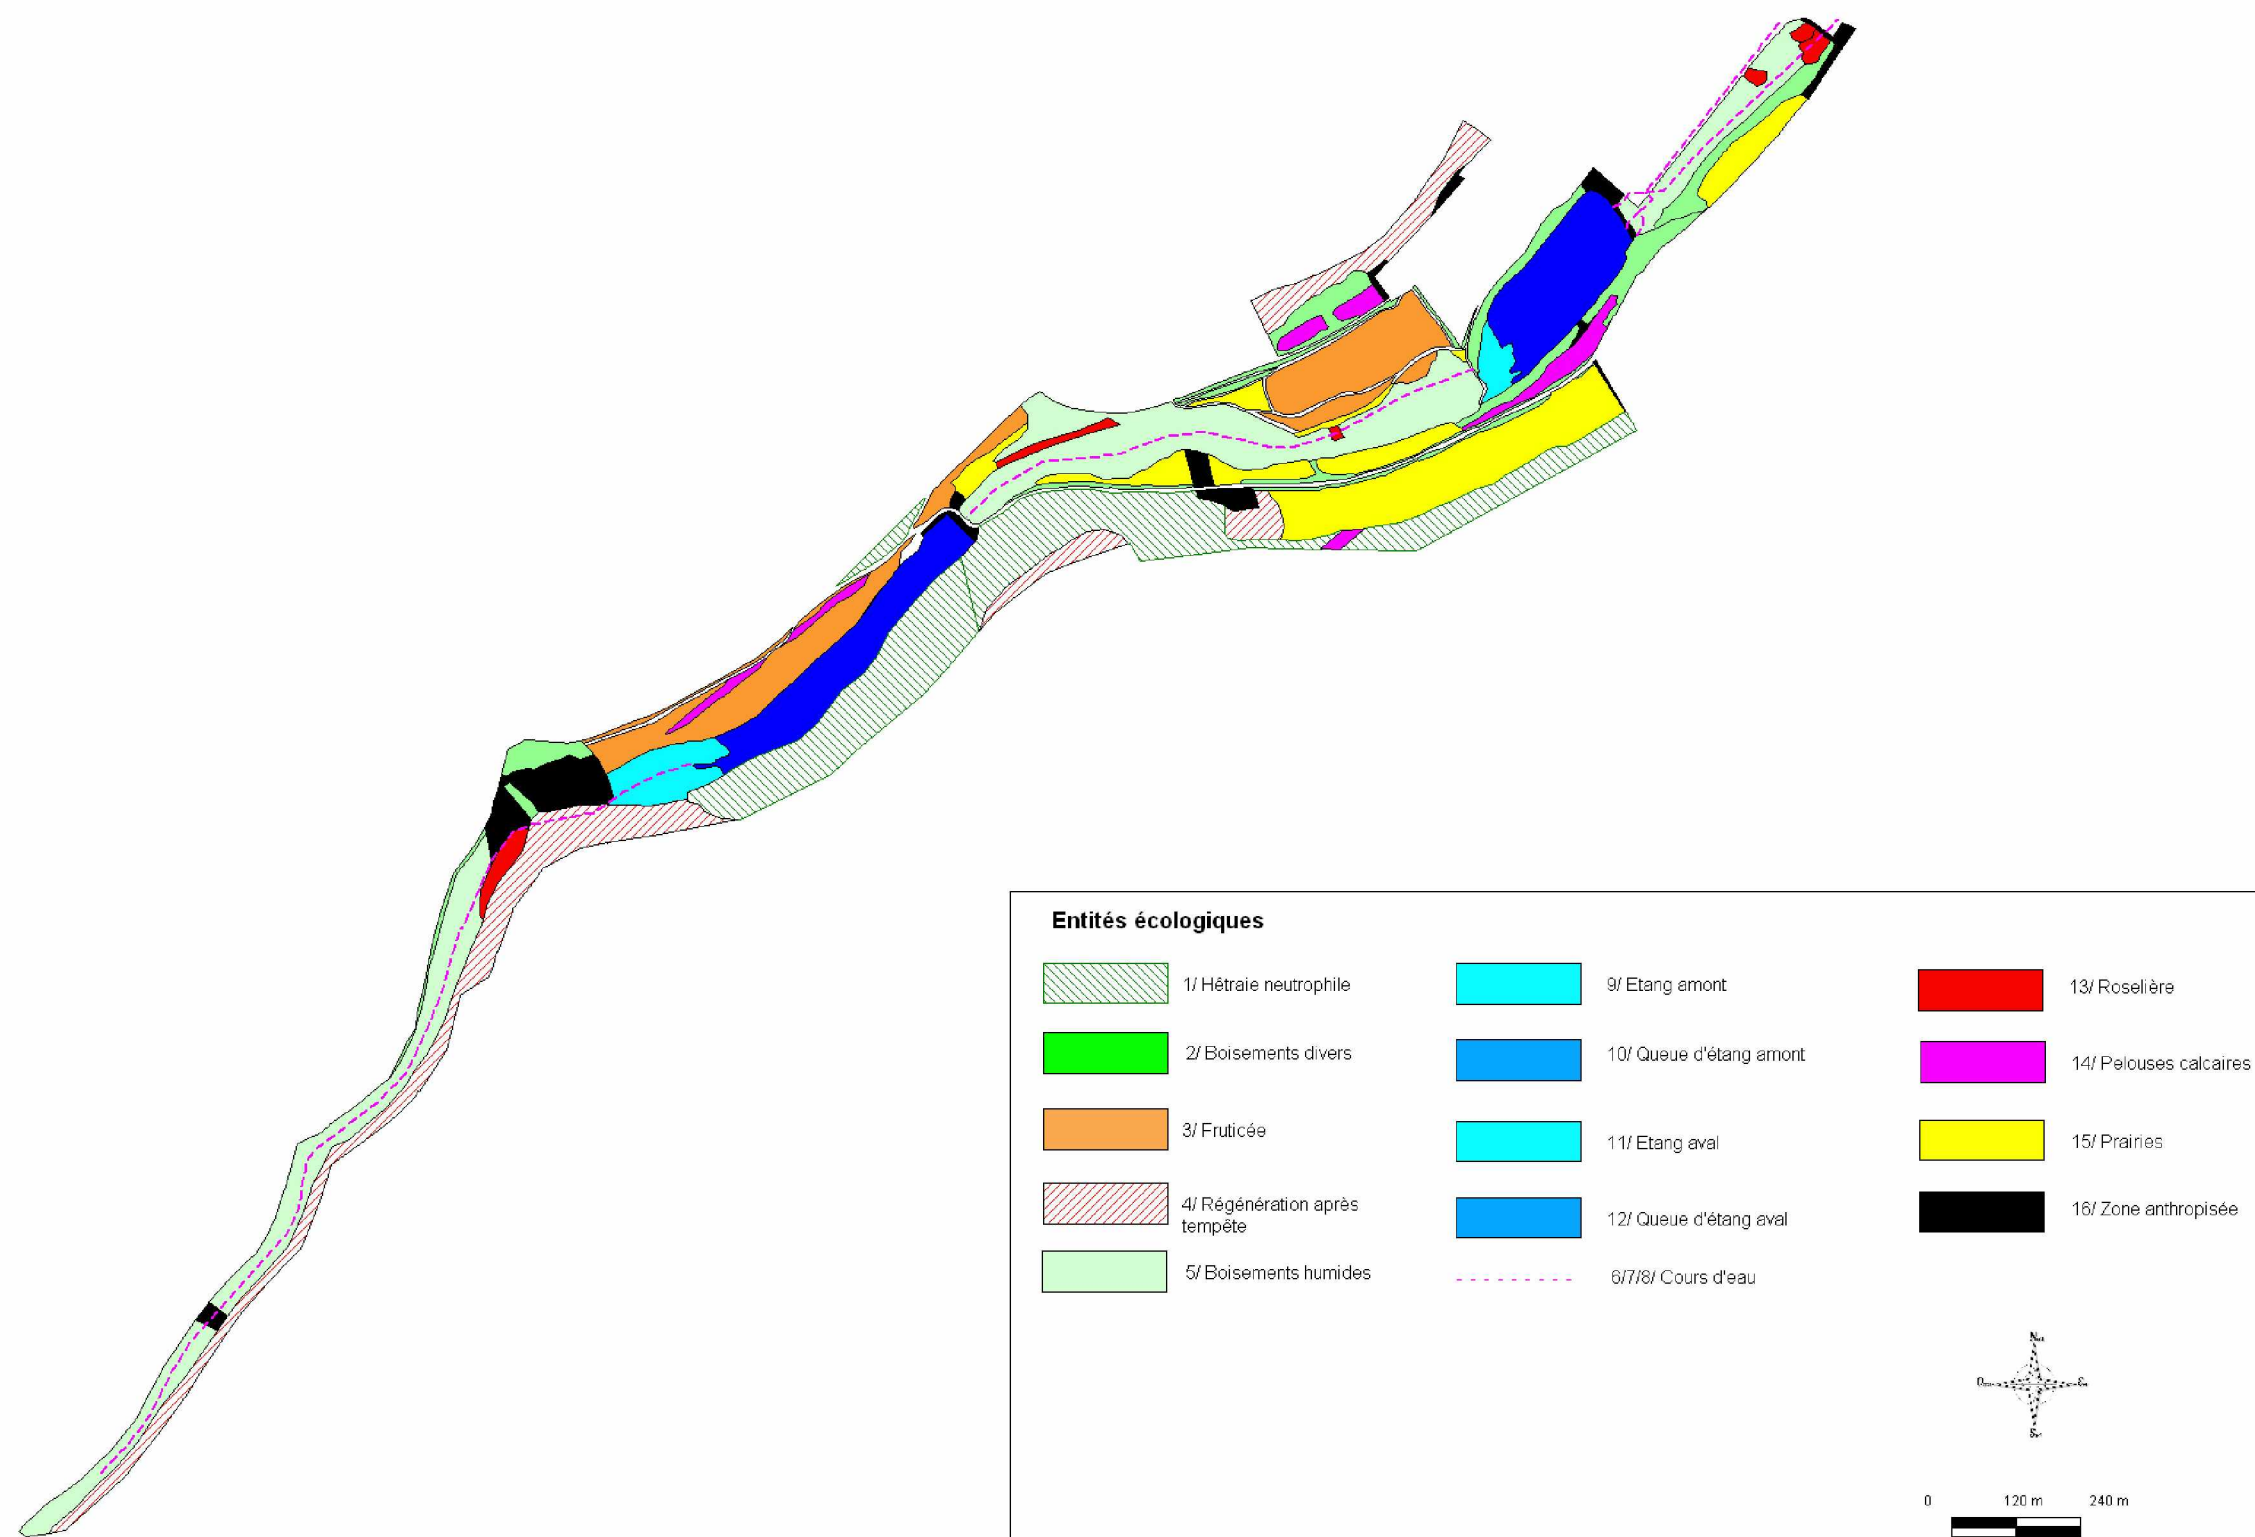 Entités écologiques
1/ Hêtraie neutrophile
2/ Boisements divers
3/ Fruticée
4/ Régénération après
tempête
5/ Boisements humides
9/ Etang amont
10/ Queue d'étang amont
11/ Etang aval
12/ Queue d'étang aval
6/7/8/ Cours d'eau
13/ Roselière
14/ Pelouses calcaires
15/ Prairies
16/ Zone anthropisée
0 120 m 240 m